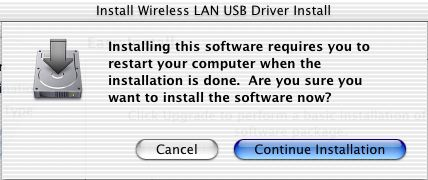 Install Wireless LAN USB Driver Install
Installing this software requires you to
restart your computer when the
installation is done. Are you sure you
want to install the software now?
Click Upgrade to perform a basic installation of
software package.
Cancel
Continue Installation